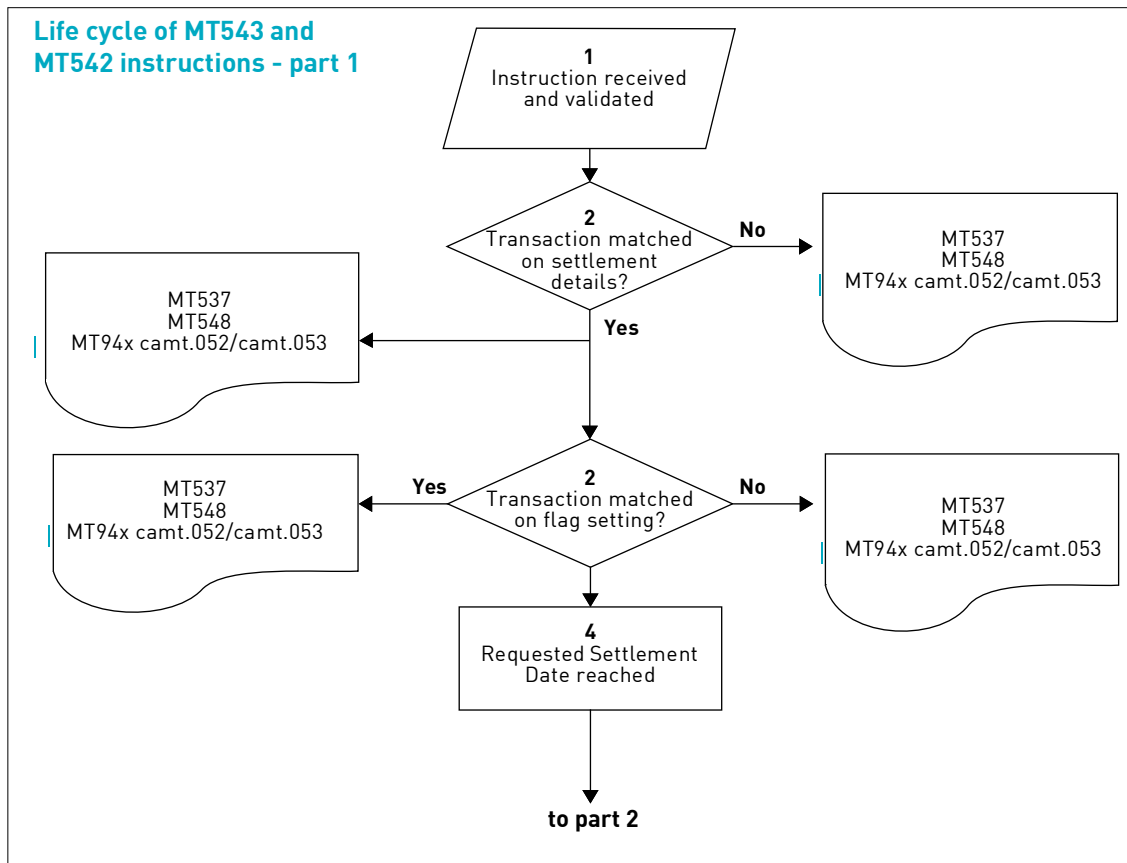 Life cycle of MT543 and
MT542 instructions - part 1
1
Instruction received
and validated
2
Transaction matched
on settlement
details?
No
MT537
MT548
MT94x camt.052/camt.053
Yes
MT537
MT548
MT94x camt.052/camt.053
2
Transaction matched
on flag setting?
Yes
No
MT537
MT548
MT94x camt.052/camt.053
MT537
MT548
MT94x camt.052/camt.053
4
Requested Settlement
Date reached
to part 2